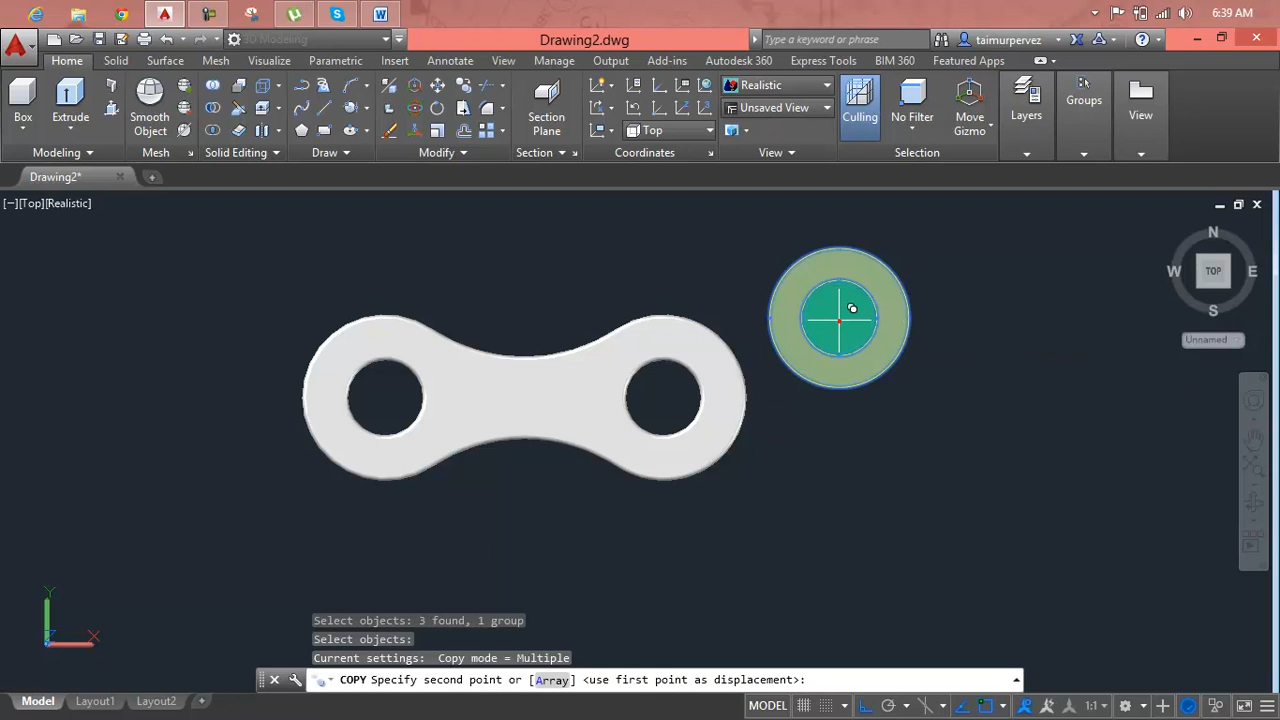 6:39 AM
3D Modeling
Drawing2.dwg
Type a keyword or phrase
taimurpervez
Home
Solid
Surface
Mesh
Visualize
Parametric
Insert
Annotate
View
Manage
Output
Add-ins
Autodesk 360
Express Tools
BIM 360
Featured Apps
Box
Extrude
Smooth
Object
Section
Plane
Realistic
Unsaved View
Top
Culling
No Filter
Move
Gizmo
Layers
Groups
View
Modeling
Mesh
Solid Editing
Draw
Modify
Section
Coordinates
View
Selection
Drawing2*
[−][Top][Realistic]
N
W
TOP
E
S
Unnamed
Y
X
Z
Select objects: 3 found, 1 group
Select objects:
Current settings:  Copy mode = Multiple
COPY Specify second point or [Array] <use first point as displacement>:
Model
Layout1
Layout2
MODEL
1:1